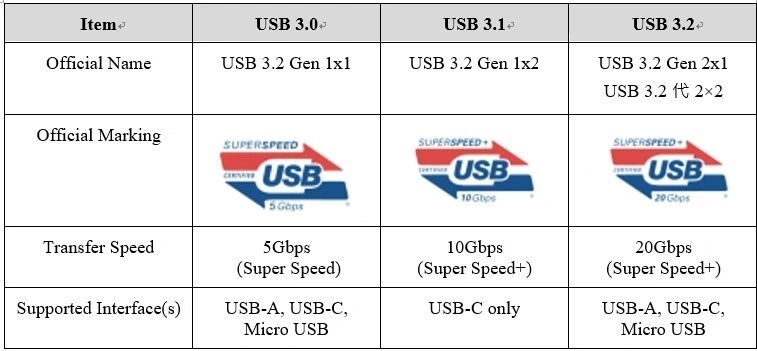 Item USB 3.0 USB 3.1 USB 3.2
Official Name USB 3.2 Gen 1x1 USB 3.2 Gen 1x2 USB 3.2 Gen 2x1
USB 3.2 代 2×2
Official Marking
SUPERSPEED
CERTIFIED USB
5 Gbps
SUPERSPEED+
CERTIFIED USB
10 Gbps
SUPERSPEED+
CERTIFIED USB
20 Gbps
Transfer Speed 5Gbps 10Gbps 20Gbps
(Super Speed) (Super Speed+) (Super Speed+)
Supported Interface(s) USB-A, USB-C, USB-C only USB-A, USB-C,
Micro USB Micro USB